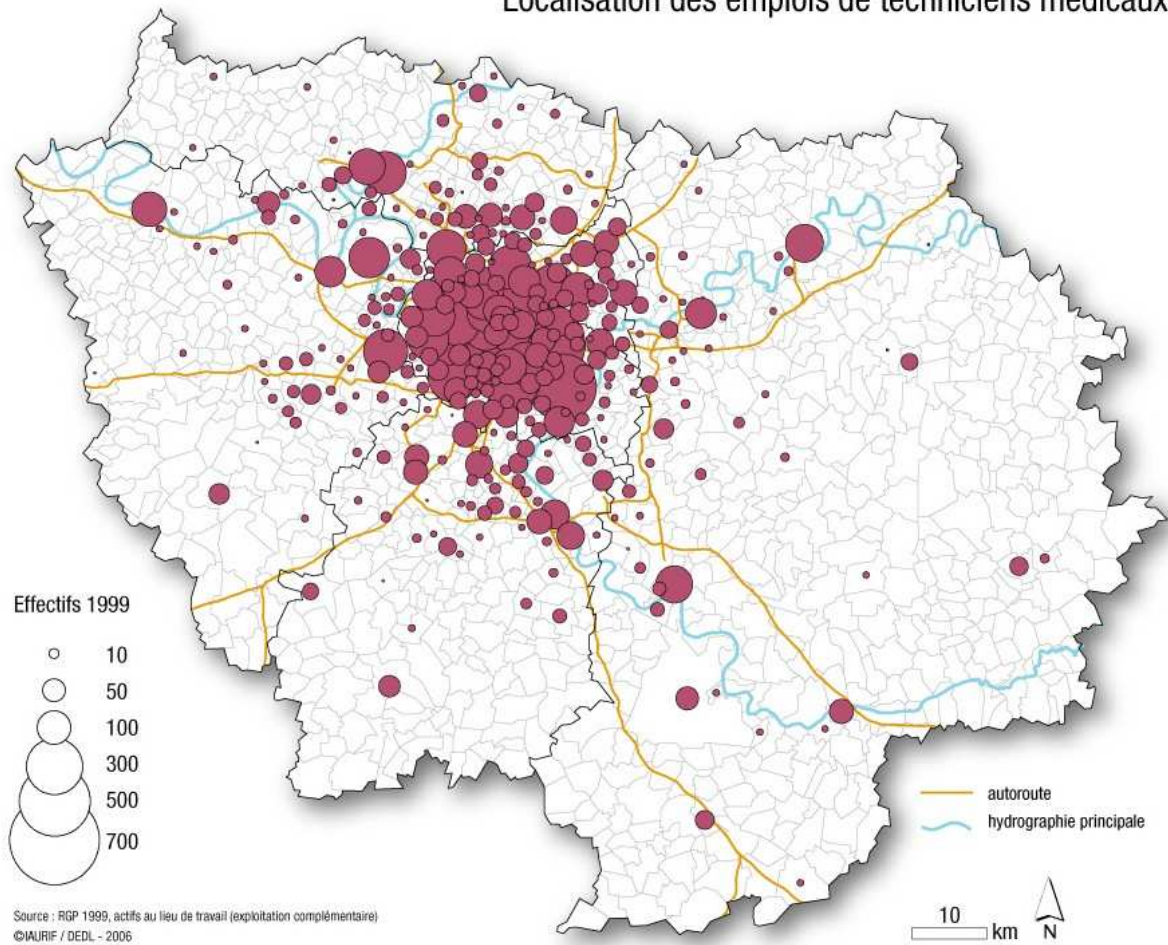 Localisation des emplois de techniciens médicaux
Effectifs 1999
10
50
100
300
500
700
autoroute
hydrographie principale
Source : RGP 1999, actifs au lieu de travail (exploitation complémentaire)
©IAURIF / DEDL - 2006
10
km
N